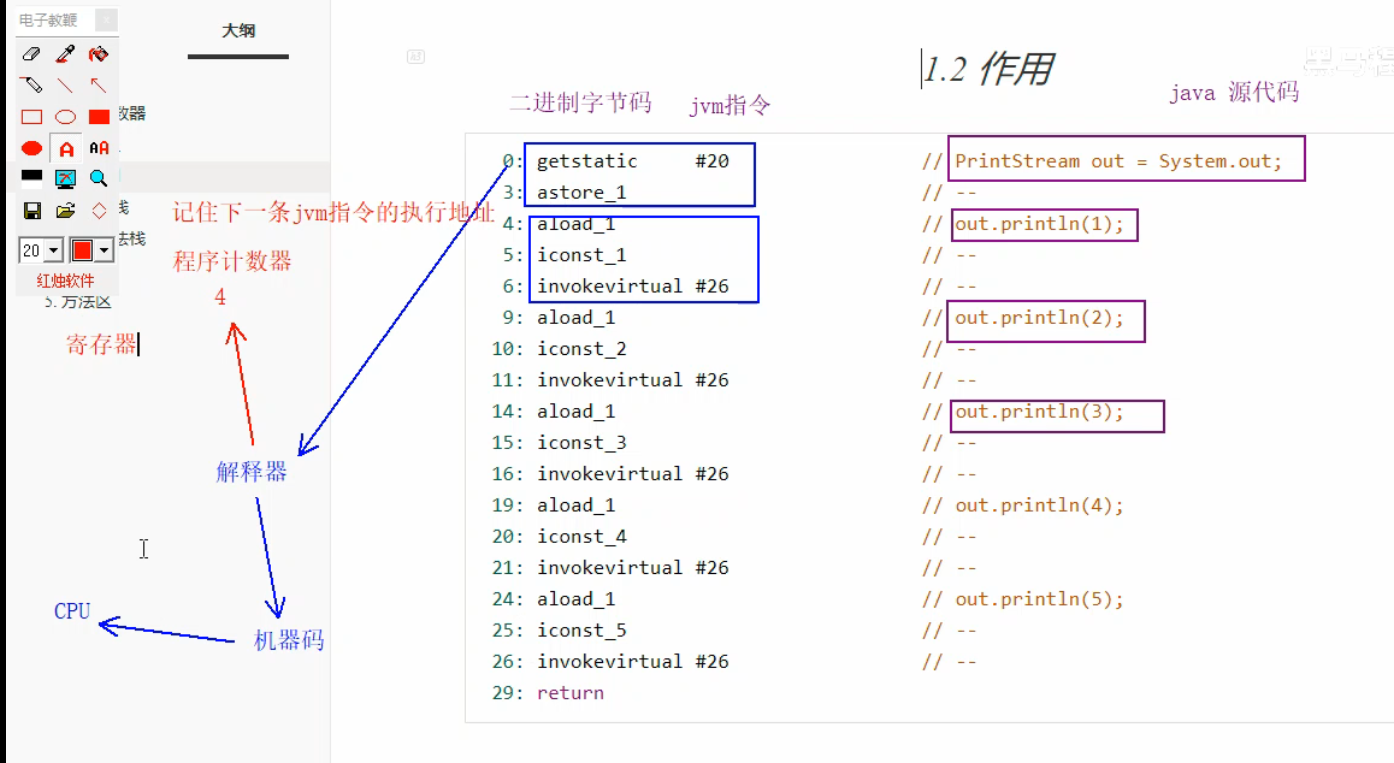 电子教鞭
大纲
1.2 作用
二进制字节码 jvm指令
java 源代码
数器
0: getstatic #20 // PrintStream out = System.out;
3: astore_1 // --
4: aload_1 // out.println(1);
5: iconst_1 // --
6: invokevirtual #26 // --
9: aload_1 // out.println(2);
10: iconst_2 // --
11: invokevirtual #26 // --
14: aload_1 // out.println(3);
15: iconst_3 // --
16: invokevirtual #26 // --
19: aload_1 // out.println(4);
20: iconst_4 // --
21: invokevirtual #26 // --
24: aload_1 // out.println(5);
25: iconst_5 // --
26: invokevirtual #26 // --
29: return
A AA
栈
法栈
20
红烛软件
5. 方法区
记住下一条jvm指令的执行地址
程序计数器
4
寄存器
解释器
CPU
机器码